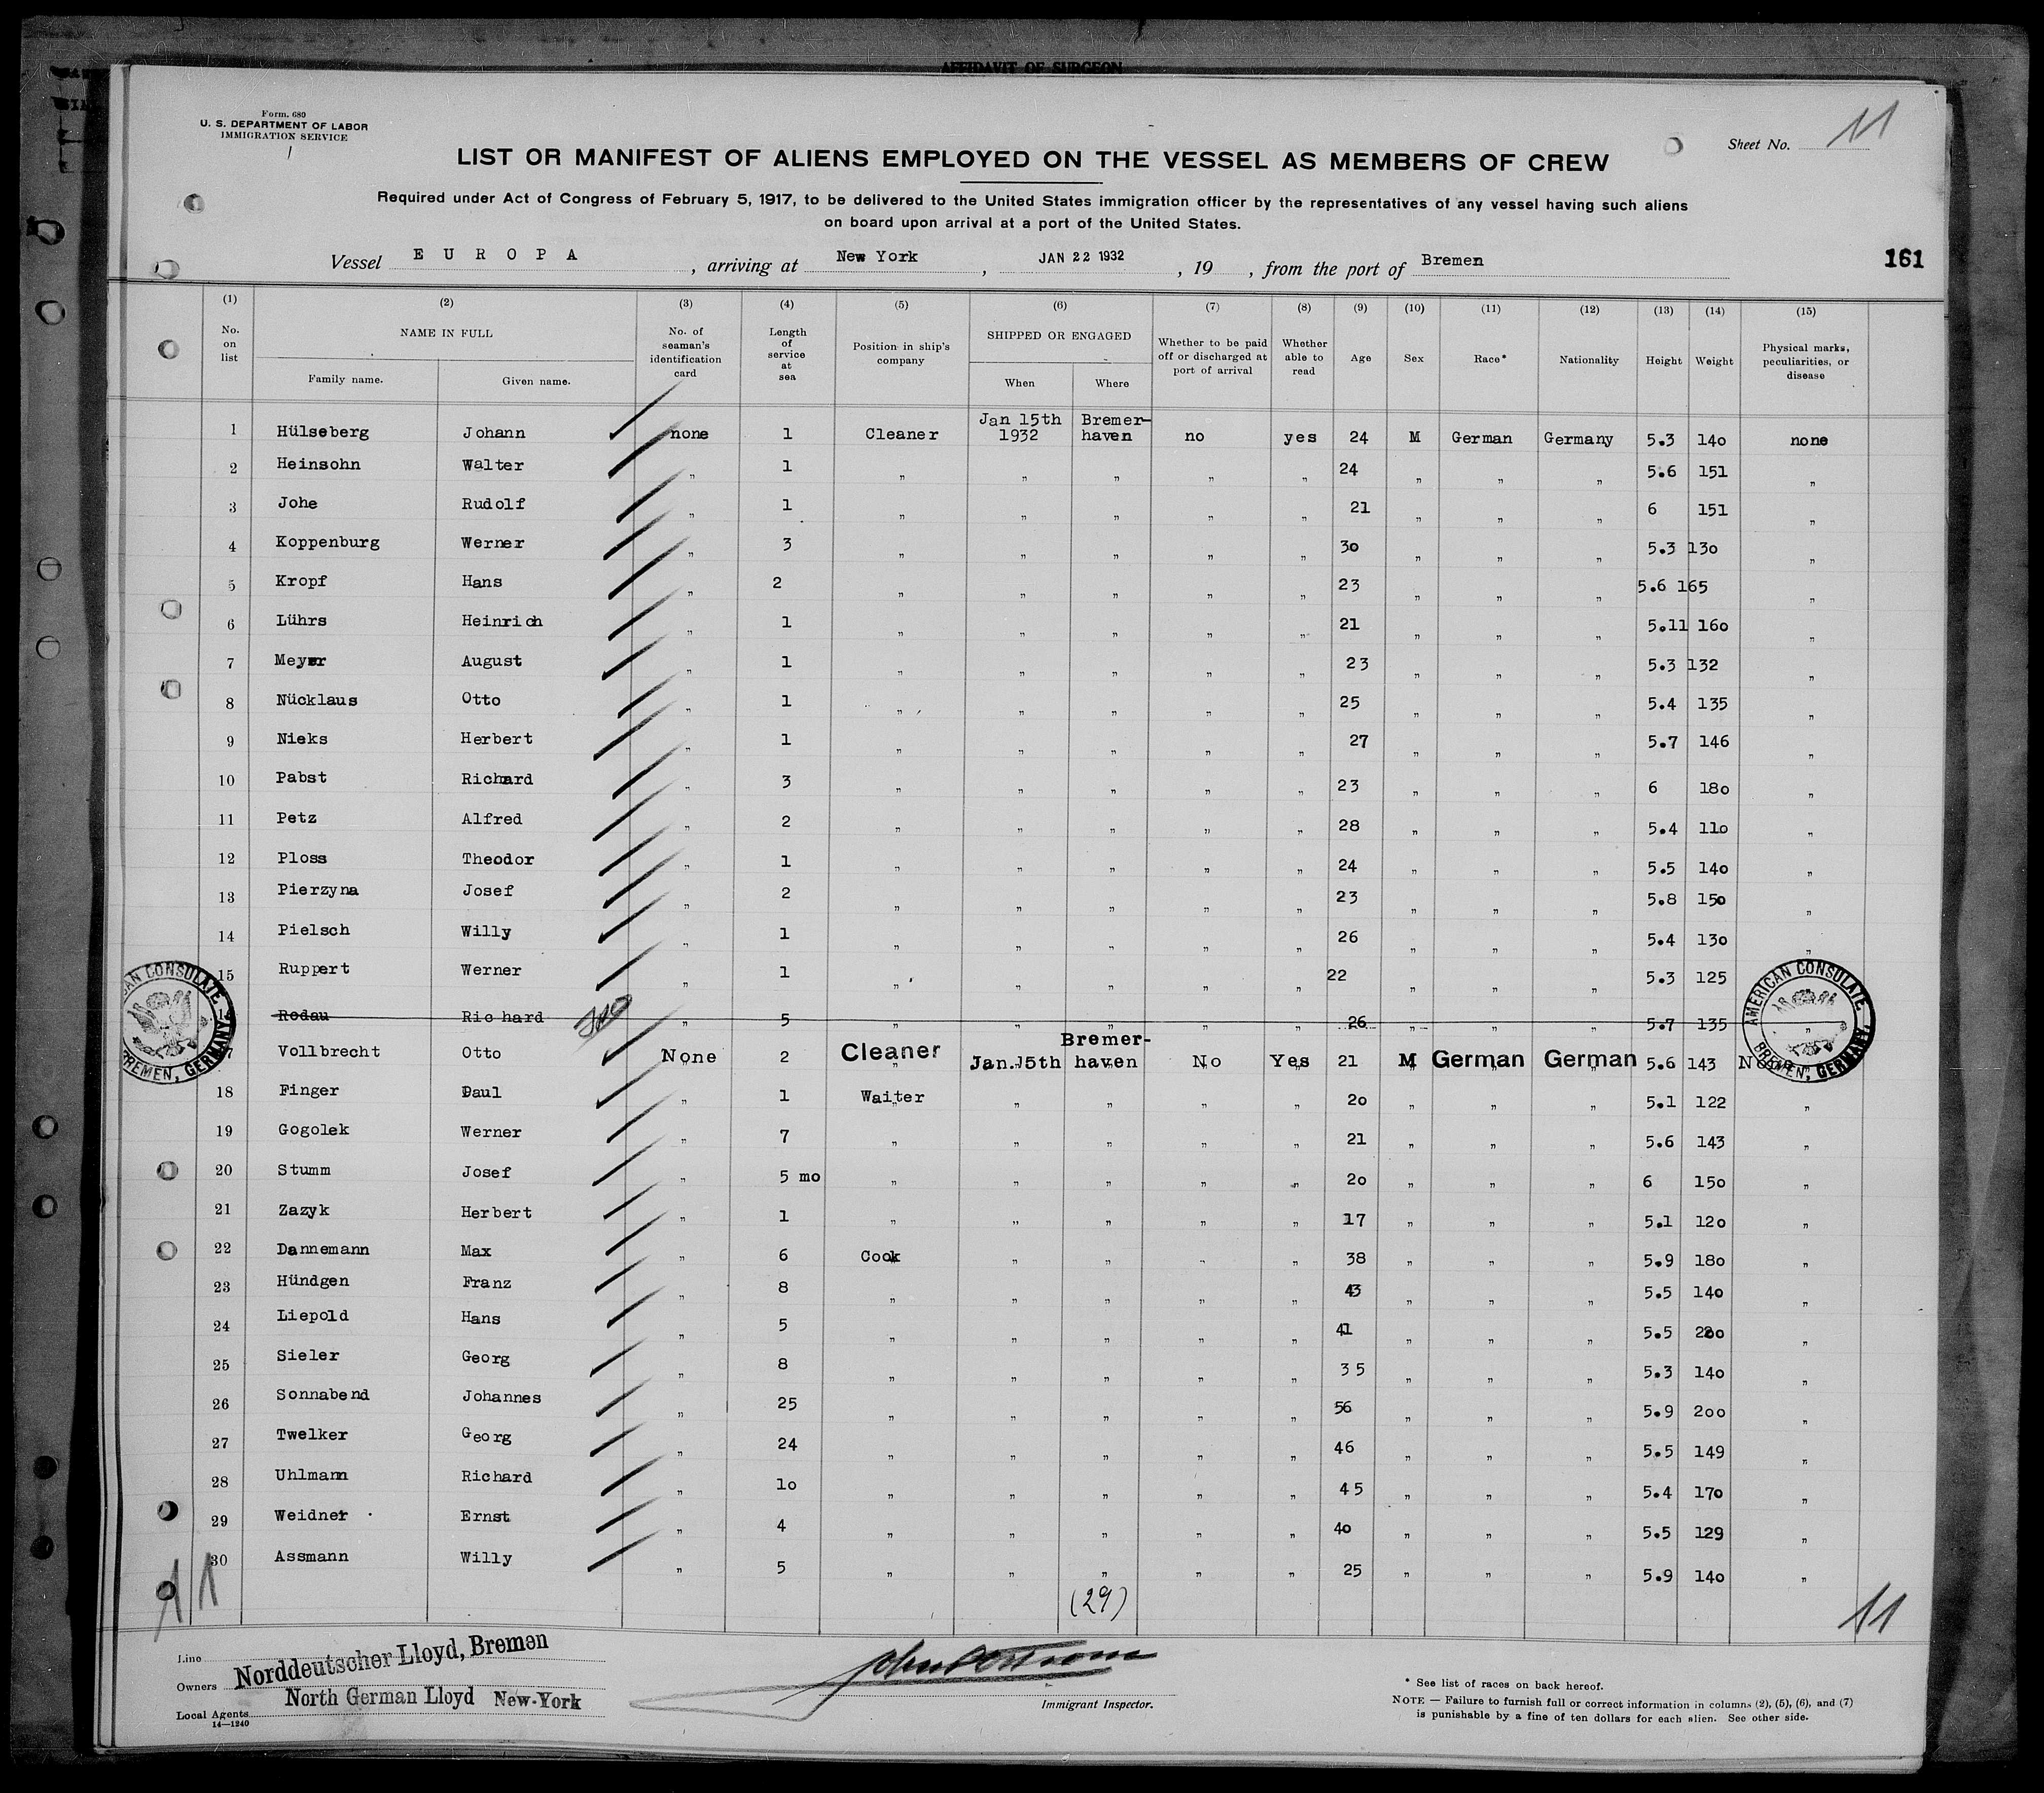 AFFIDAVIT OF SURGEON
Form. 680
U. S. DEPARTMENT OF LABOR
IMMIGRATION SERVICE
Sheet No. 11
LIST OR MANIFEST OF ALIENS EMPLOYED ON THE VESSEL AS MEMBERS OF CREW
Required under Act of Congress of February 5, 1917, to be delivered to the United States immigration officer by the representatives of any vessel having such aliens
on board upon arrival at a port of the United States.
Vessel E U R O P A , arriving at New York , JAN 22 1932 , 19 , from the port of Bremen
161
(1) (2) (3) (4) (5) (6) (7) (8) (9) (10) (11) (12) (13) (14) (15)
No. on list NAME IN FULL Family name. Given name. No. of seaman's identification card Length of service at sea Position in ship's company SHIPPED OR ENGAGED When Where Whether to be paid off or discharged at port of arrival Whether able to read Age Sex Race* Nationality Height Weight Physical marks, peculiarities, or disease
1 Hülseberg Johann none 1 Cleaner Jan 15th 1932 Bremer-haven no yes 24 M German Germany 5.3 140 none
2 Heinsohn Walter „ 1 „ „ „ „ „ 24 „ „ „ 5.6 151 „
3 Johe Rudolf „ 1 „ „ „ „ „ 21 „ „ „ 6 151 „
4 Koppenburg Werner „ 3 „ „ „ „ „ 30 „ „ „ 5.3 130 „
5 Kropf Hans „ 2 „ „ „ „ „ 23 „ „ „ 5.6 165 „
6 Lührs Heinrich „ 1 „ „ „ „ „ 21 „ „ „ 5.11 160 „
7 Meyer August „ 1 „ „ „ „ „ 23 „ „ „ 5.3 132 „
8 Nücklaus Otto „ 1 „ „ „ „ „ 25 „ „ „ 5.4 135 „
9 Nieks Herbert „ 1 „ „ „ „ „ 27 „ „ „ 5.7 146 „
10 Pabst Richard „ 3 „ „ „ „ „ 23 „ „ „ 6 180 „
11 Petz Alfred „ 2 „ „ „ „ „ 28 „ „ „ 5.4 110 „
12 Ploss Theodor „ 1 „ „ „ „ „ 24 „ „ „ 5.5 140 „
13 Pierzyna Josef „ 2 „ „ „ „ „ 23 „ „ „ 5.8 150 „
14 Pielsch Willy „ 1 „ „ „ „ „ 26 „ „ „ 5.4 130 „
15 Ruppert Werner „ 1 „ „ „ „ „ 22 „ „ „ 5.3 125 „
Rodau Richard „ 5 „ „ „ „ „ 26 „ „ „ 5.7 135 „
7 Vollbrecht Otto None 2 Cleaner Jan.15th Bremer-haven No Yes 21 M German German 5.6 143
18 Finger Paul „ 1 Waiter „ „ „ „ 20 „ „ „ 5.1 122 „
19 Gogolek Werner „ 7 „ „ „ „ „ 21 „ „ „ 5.6 143 „
20 Stumm Josef „ 5 mo „ „ „ „ „ 20 „ „ „ 6 150 „
21 Zazyk Herbert „ 1 „ „ „ „ „ 17 „ „ „ 5.1 120 „
22 Dannemann Max „ 6 Cook „ „ „ „ 38 „ „ „ 5.9 180 „
23 Hündgen Franz „ 8 „ „ „ „ „ 43 „ „ „ 5.5 140 „
24 Liepold Hans „ 5 „ „ „ „ „ 41 „ „ „ 5.5 „
25 Sieler Georg „ 8 „ „ „ „ „ 35 „ „ „ 5.3 140 „
26 Sonnabend Johannes „ 25 „ „ „ „ „ 56 „ „ „ 5.9 200 „
27 Twelker Georg „ 24 „ „ „ „ „ 46 „ „ „ 5.5 149 „
28 Uhlmann Richard „ 10 „ „ „ „ „ 45 „ „ „ 5.4 170 „
29 Weidner Ernst „ 4 „ „ „ „ „ 40 „ „ „ 5.5 129 „
30 Assmann Willy „ 5 „ „ „ „ „ 25 „ „ „ 5.9 140 „
AMERICAN CONSULATE BREMEN, GERMANY.
(29)
11 11
Line
Owners Norddeutscher Lloyd, Bremen
Local Agents North German Lloyd New-York
14—1240
Immigrant Inspector.
* See list of races on back hereof.
NOTE — Failure to furnish full or correct information in columns (2), (5), (6), and (7)
is punishable by a fine of ten dollars for each alien. See other side.